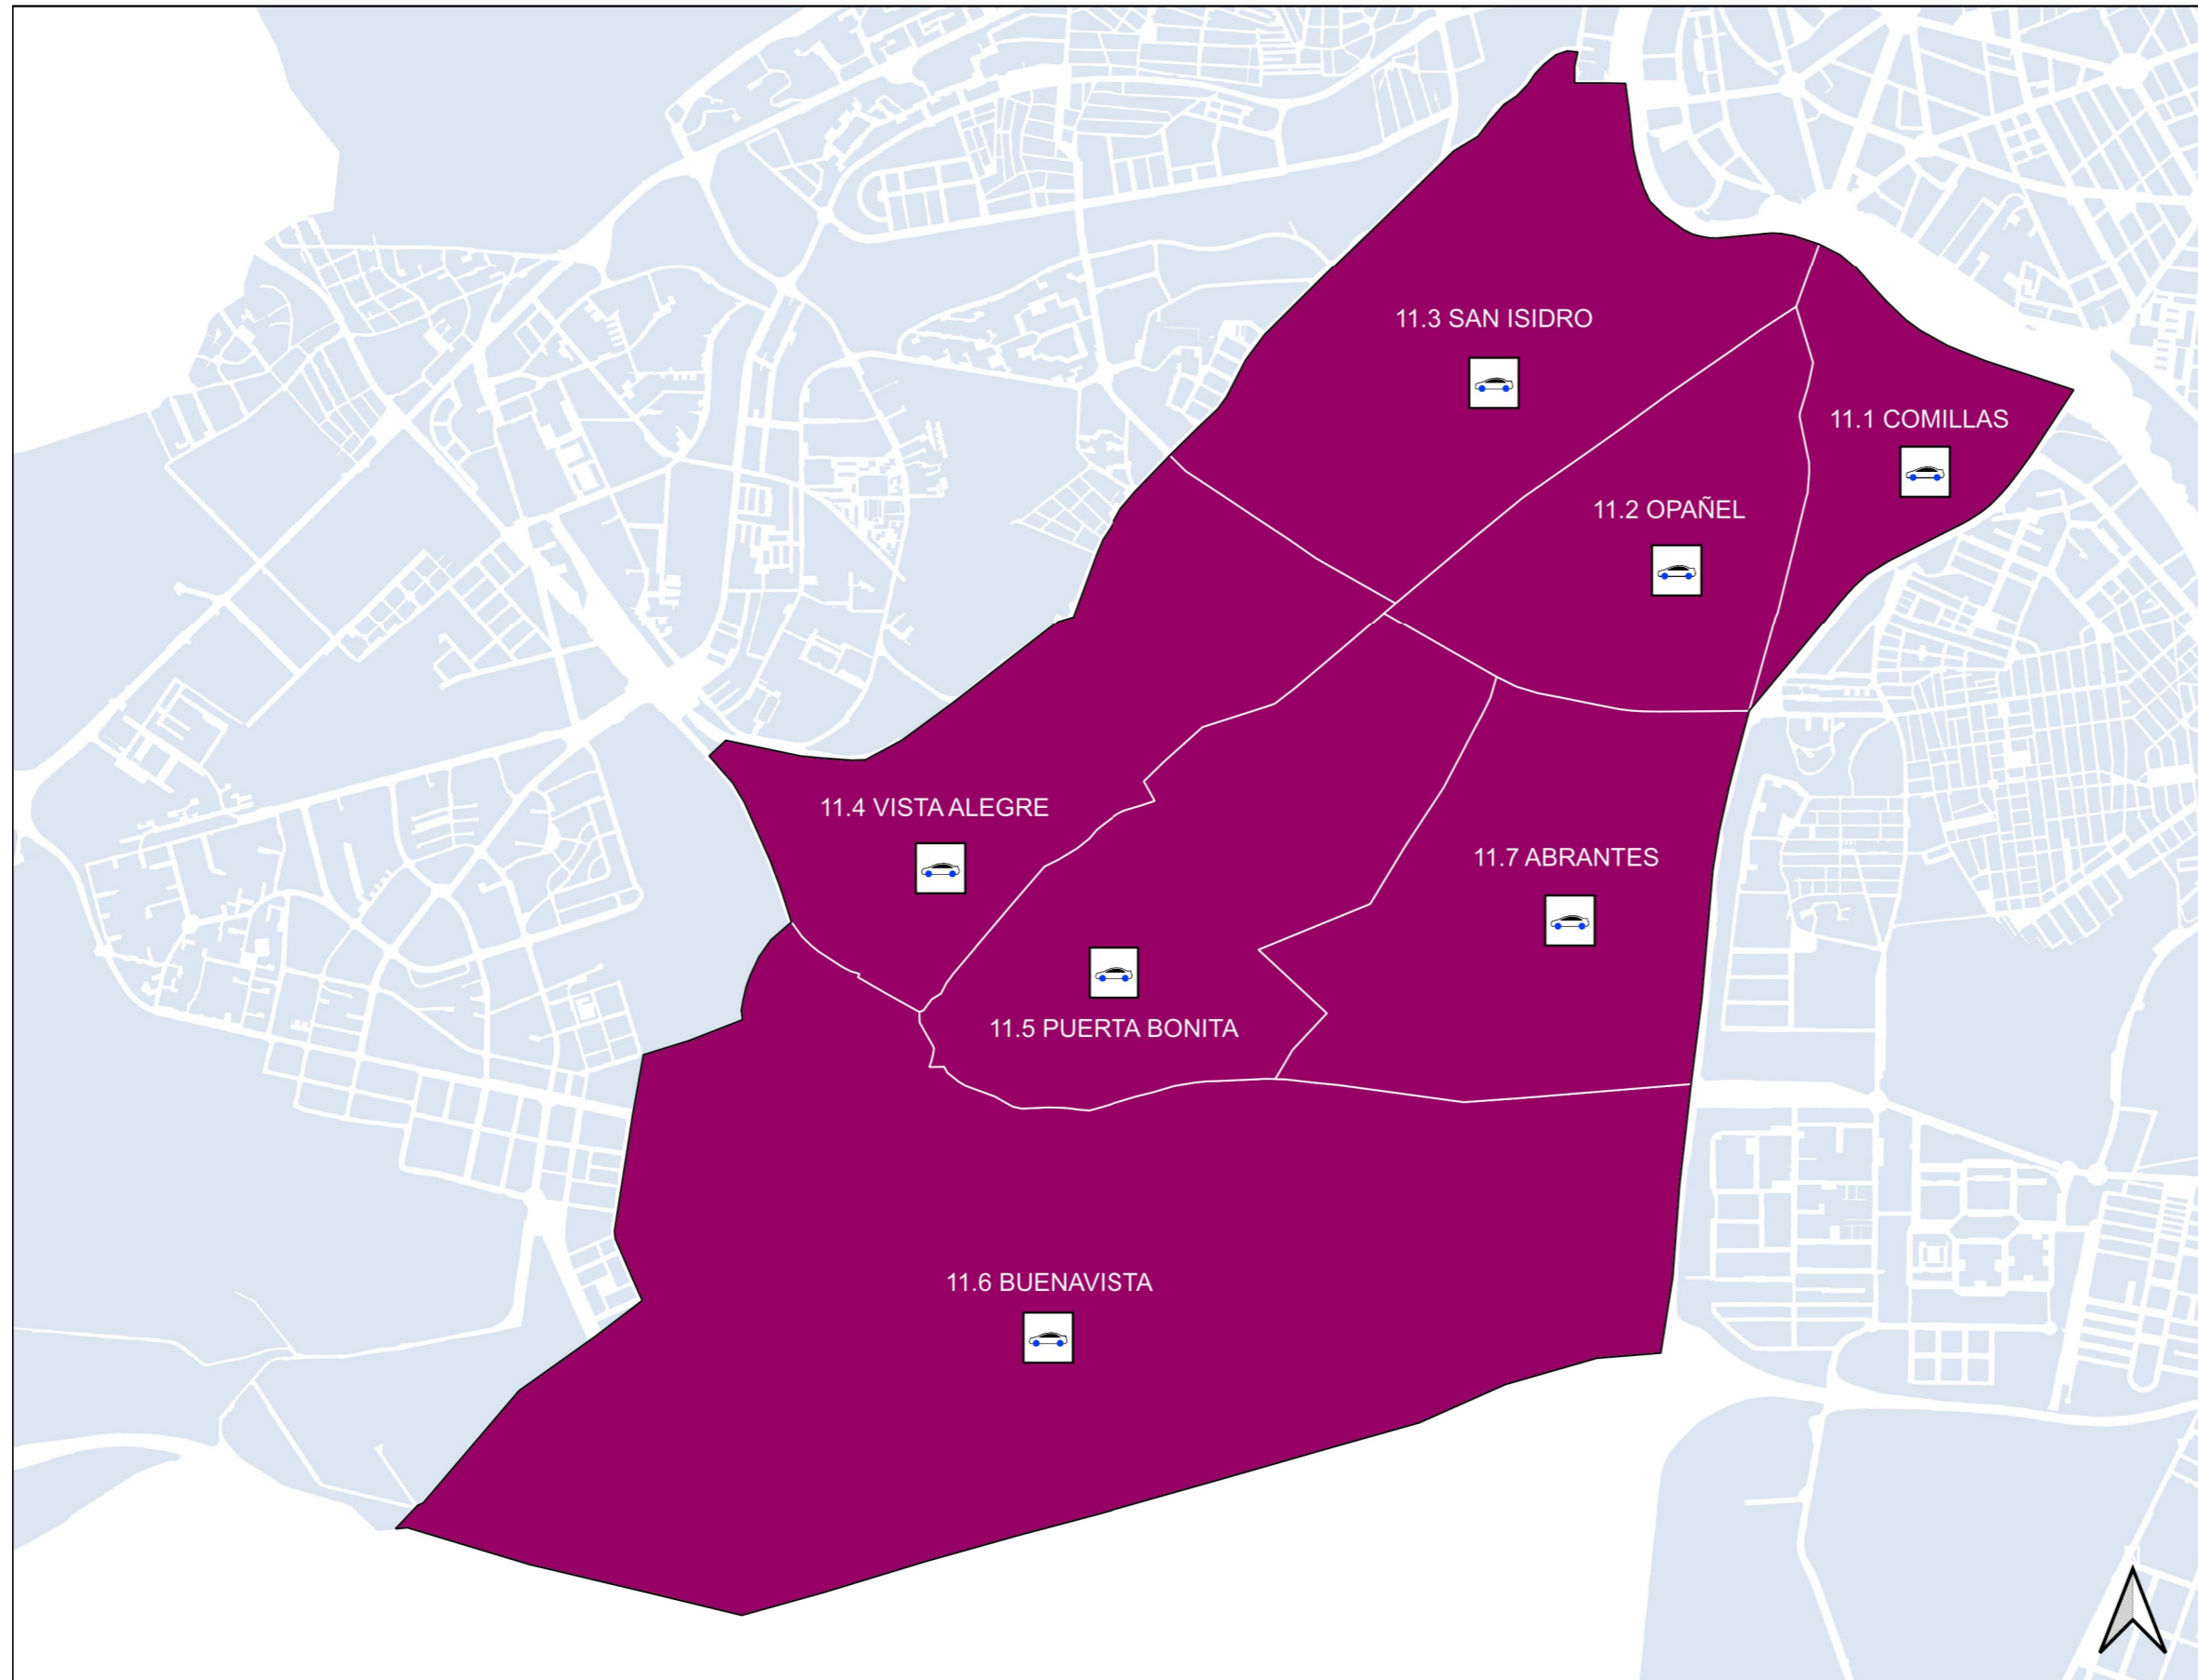 11.3 SAN ISIDRO
11.1 COMILLAS
11.2 OPAÑEL
11.4 VISTA ALEGRE
11.7 ABRANTES
11.5 PUERTA BONITA
11.6 BUENAVISTA